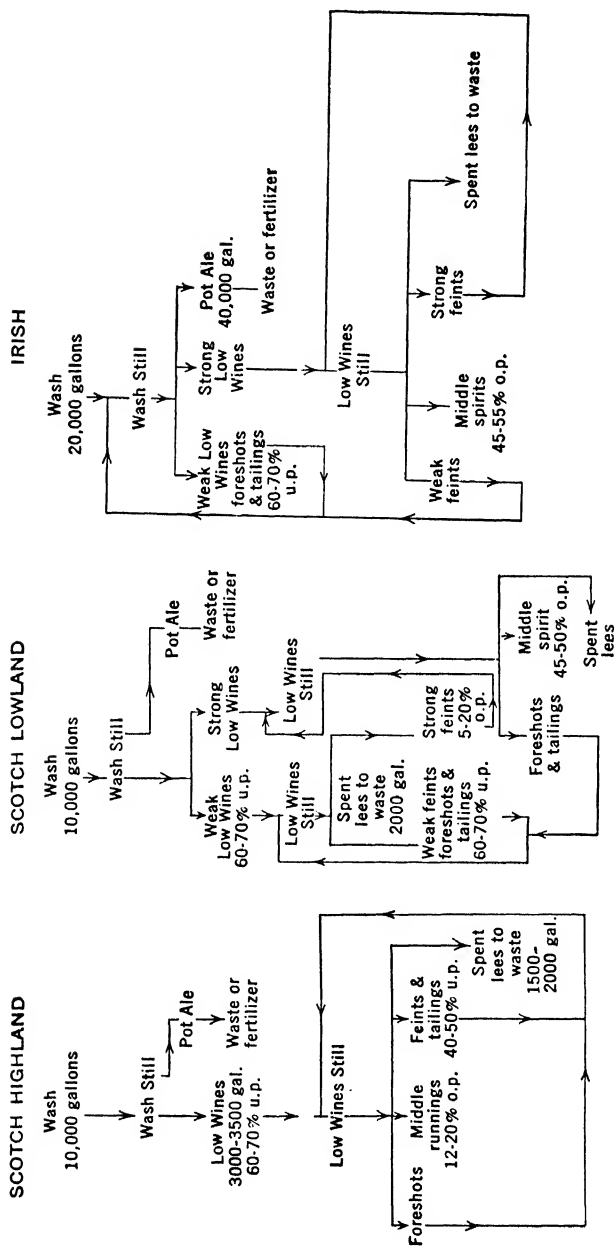 SCOTCH HIGHLAND
Wash
10,000 gallons
Wash Still
Pot Ale
Waste or
fertilizer
Low Wines
3000-3500 gal.
60-70% u.p.
Low Wines Still
Foreshots
Middle
runnings
12-20% o.p.
Feints &
tailings
40-50% u.p.
Spent
lees to
waste
1500-
2000 gal.
SCOTCH LOWLAND
Wash
10,000 gallons
Wash Still
Pot Ale
Waste or
fertilizer
Weak
Low Wines
60-70% u.p.
Strong
Low Wines
Low Wines
Still
Low Wines
Still
Spent
lees to
waste
2000 gal.
Weak feints
foreshots &
tailings
60-70% u.p.
Strong
feints
5-20%
o.p.
Foreshots
& tailings
Middle
spirit
45-50% o.p.
Spent
lees
IRISH
Wash
20,000 gallons
Wash Still
Weak Low
Wines
foreshots
& tailings
60-70%
u.p.
Strong
Low
Wines
Pot Ale
40,000 gal.
Waste or fertilizer
Low Wines
Still
Weak
feints
Middle
spirits
45-55% o.p.
Strong
feints
Spent lees to waste